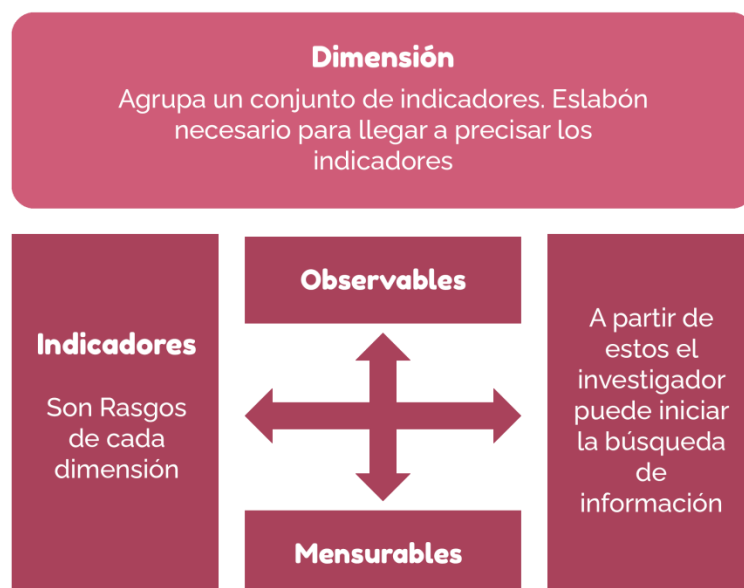 Dimensión
Agrupa un conjunto de indicadores. Eslabón
necesario para llegar a precisar los
indicadores
Indicadores
Son Rasgos
de cada
dimensión
Observables
Mensurables
A partir de
estos el
investigador
puede iniciar
la búsqueda
de
información